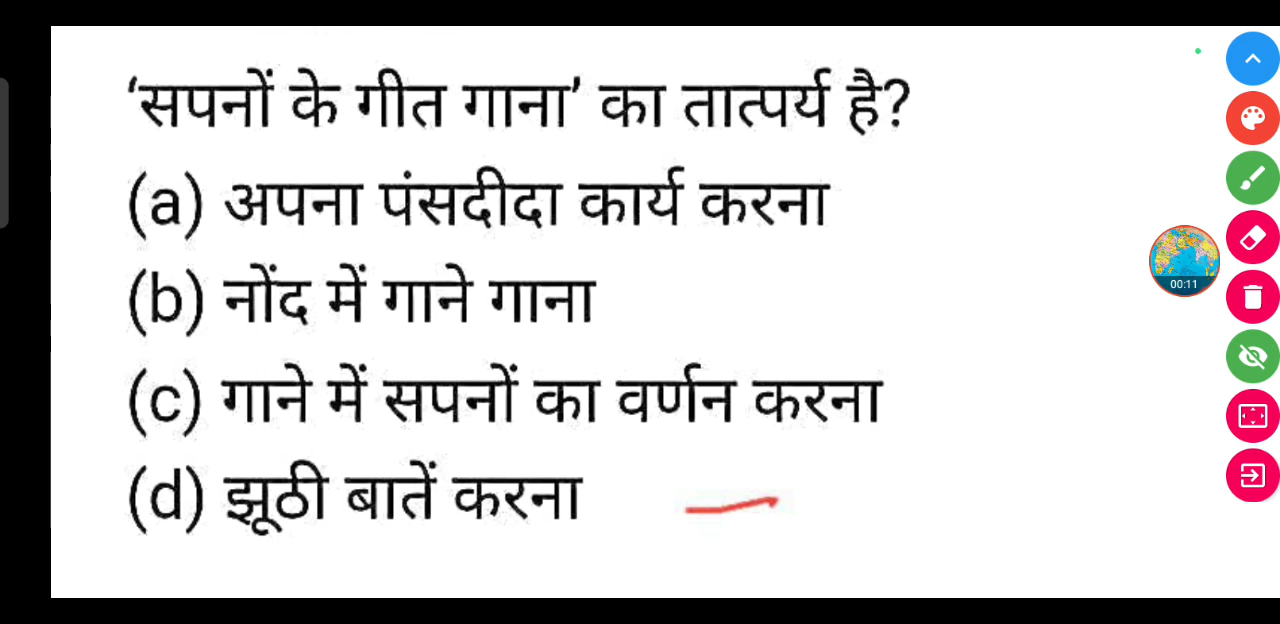 ‘सपनों के गीत गाना’ का तात्पर्य है?
(a) अपना पंसदीदा कार्य करना
(b) नोंद में गाने गाना
(c) गाने में सपनों का वर्णन करना
(d) झूठी बातें करना
00:11